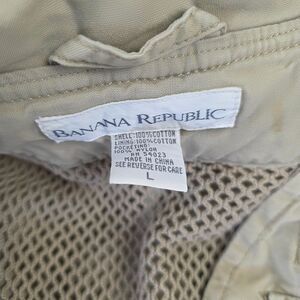 BANANA REPUBLIC
SHELL:100%COTTON
LINING:100%COTTON
POCKETING:
100% NYLON
RN 54023
MADE IN CHINA
SEE REVERSE FOR CARE
L